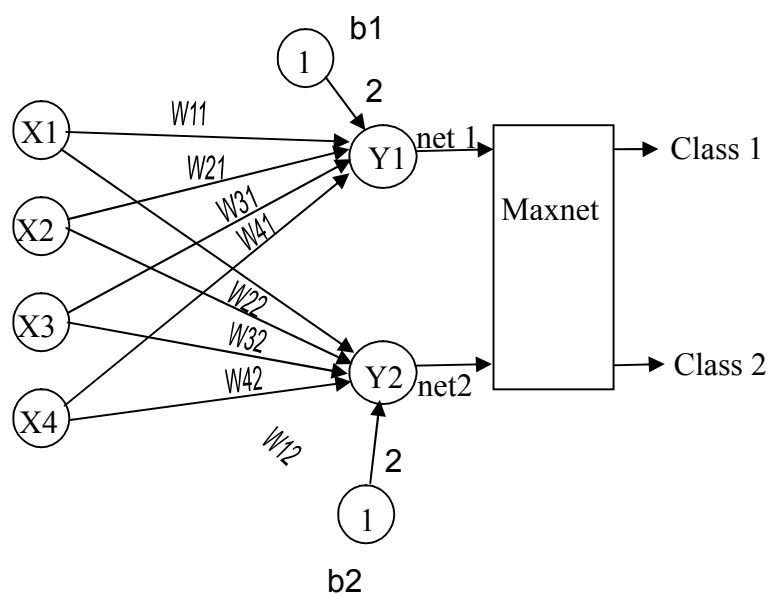 b1
1
2
W11
X1
Y1
net 1
Class 1
W21
W31
Maxnet
X2
W41
W22
X3
W32
Class 2
W42
Y2
net2
X4
W12
2
1
b2